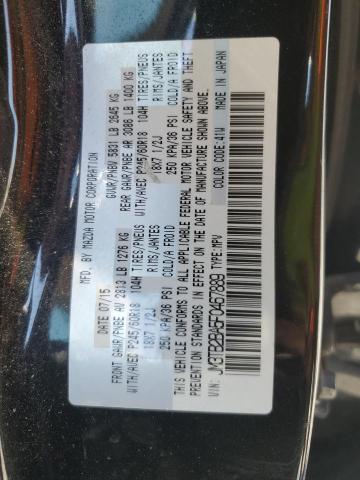 MFD. BY MAZDA MOTOR CORPORATION
DATE: 07/15 GVWR/PNBV 5831 LB 2645 KG
FRONT GAWR/PNBE AV 2813 LB 1276 KG REAR GAWR/PNBE AR 3086 LB 1400 KG
WITH/AVEC P245/60R18 104H TIRES/PNEUS WITH/AVEC P245/60R18 104H TIRES/PNEUS
18X7 1/2J RIMS/JANTES 18X7 1/2J RIMS/JANTES
250 KPA/36 PSI COLD/A FROID 250 KPA/36 PSI COLD/A FROID
THIS VEHICLE CONFORMS TO ALL APPLICABLE FEDERAL MOTOR VEHICLE SAFETY AND THEFT
PREVENTION STANDARDS IN EFFECT ON THE DATE OF MANUFACTURE SHOWN ABOVE.
VIN: TYPE: MPV COLOR CODE: 41W MADE IN JAPAN